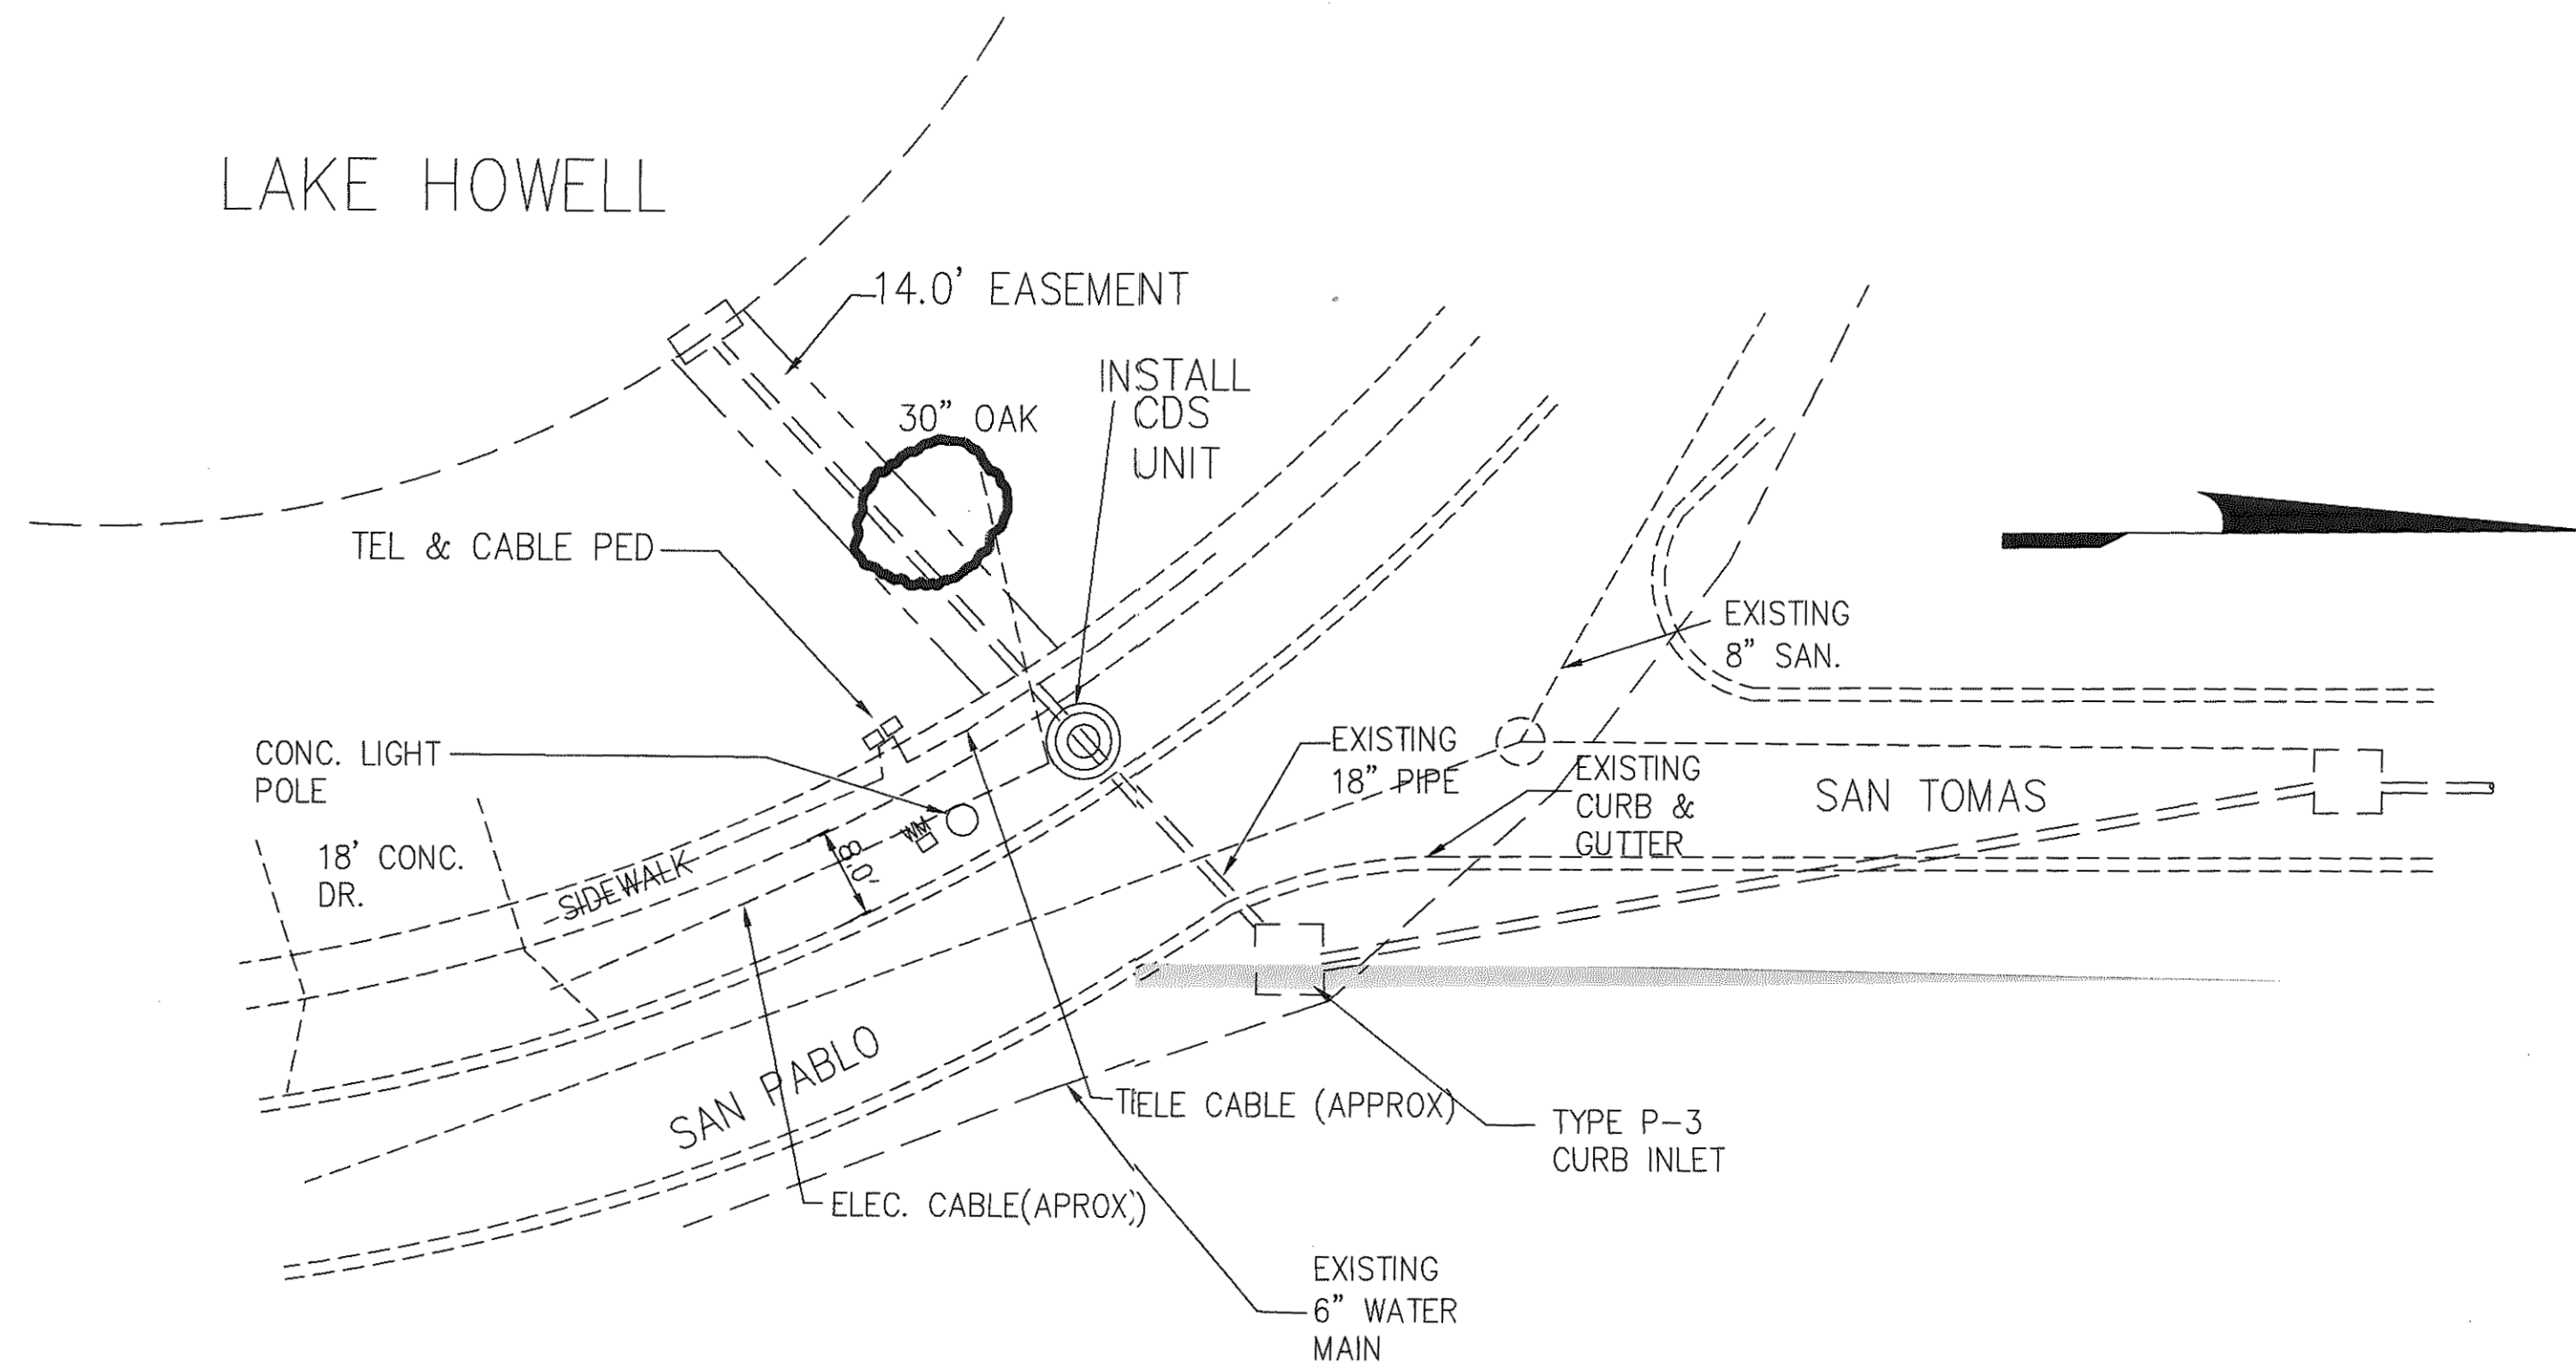 LAKE HOWELL
14.0' EASEMENT
INSTALL
CDS
UNIT
30" OAK
TEL & CABLE PED
EXISTING
8" SAN.
CONC. LIGHT
POLE
EXISTING
18" PIPE
EXISTING
CURB &
GUTTER
SAN TOMAS
18' CONC.
DR.
SIDEWALK
WM
8.0'
SAN PABLO
TELE CABLE (APPROX)
TYPE P-3
CURB INLET
ELEC. CABLE(APROX.)
EXISTING
6" WATER
MAIN